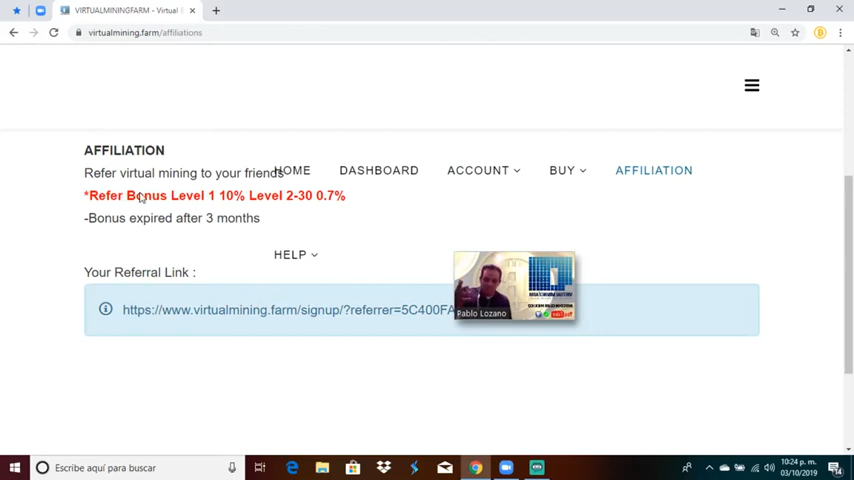 VIRTUALMININGFARM - Virtual
virtualmining.farm/affiliations
AFFILIATION
Refer virtual mining to your friends
HOME
DASHBOARD
ACCOUNT
BUY
AFFILIATION
*Refer Bonus Level 1 10% Level 2-30 0.7%
-Bonus expired after 3 months
HELP
Your Referral Link :
https://www.virtualmining.farm/signup/?referrer=5C400FA
Pablo Lozano
Escribe aquí para buscar
10:24 p. m.
03/10/2019
14